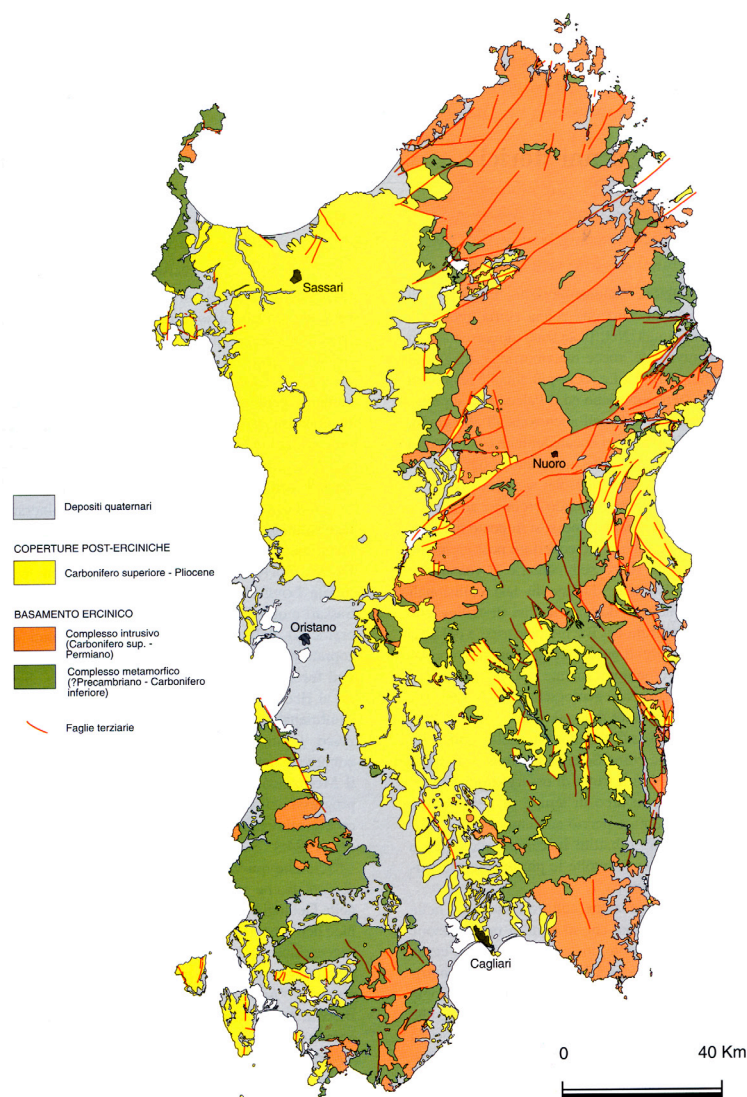 Sassari
Nuoro
Depositi quaternari
COPERTURE POST-ERCINICHE
Carbonifero superiore - Pliocene
BASAMENTO ERCINICO
Complesso intrusivo
(Carbonifero sup. -
Permiano)
Complesso metamorfico
(?Precambriano - Carbonifero
inferiore)
Faglie terziarie
Oristano
Cagliari
0 40 Km